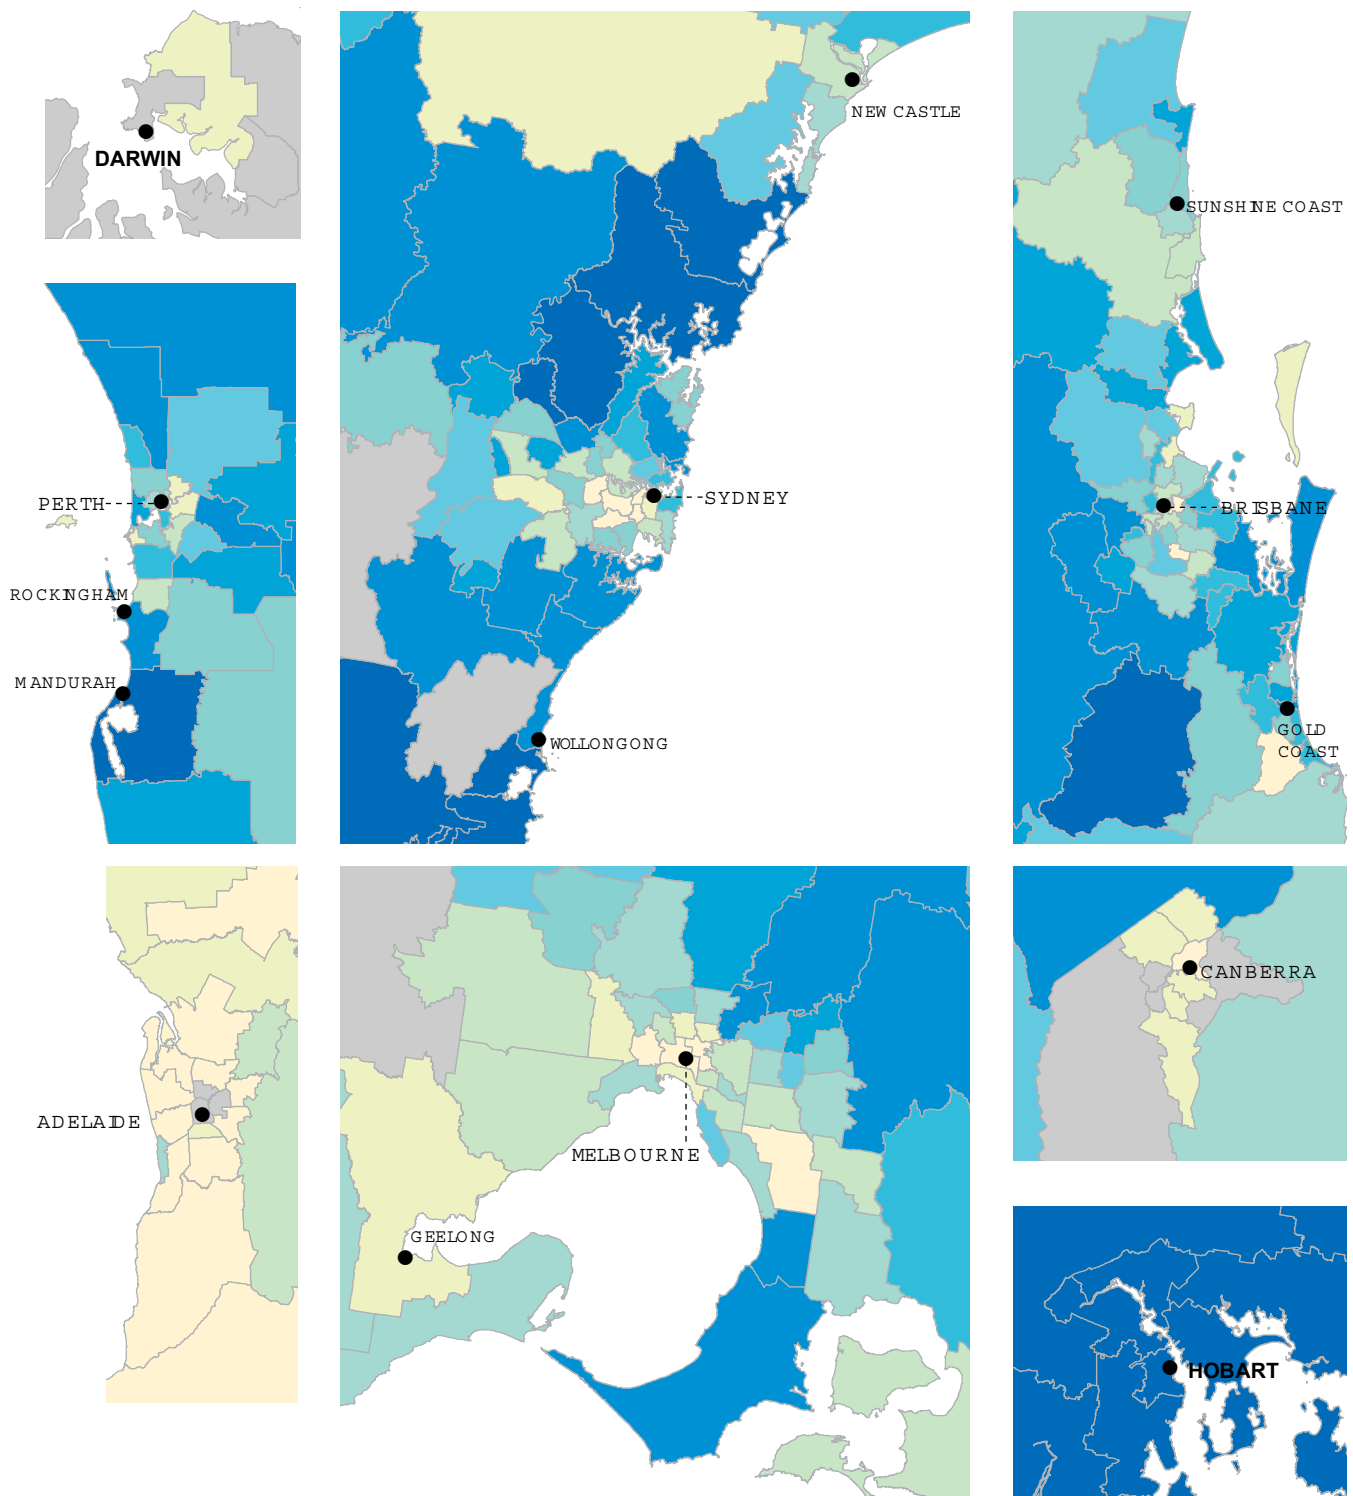 DARWIN
NEW CASTLE
SUNSHINE COAST
PERTH
SYDNEY
BRISBANE
ROCKINGHAM
MANDURAH
WOLLONGONG
GOLD
COAST
ADELAIDE
MELBOURNE
GEELONG
CANBERRA
HOBART